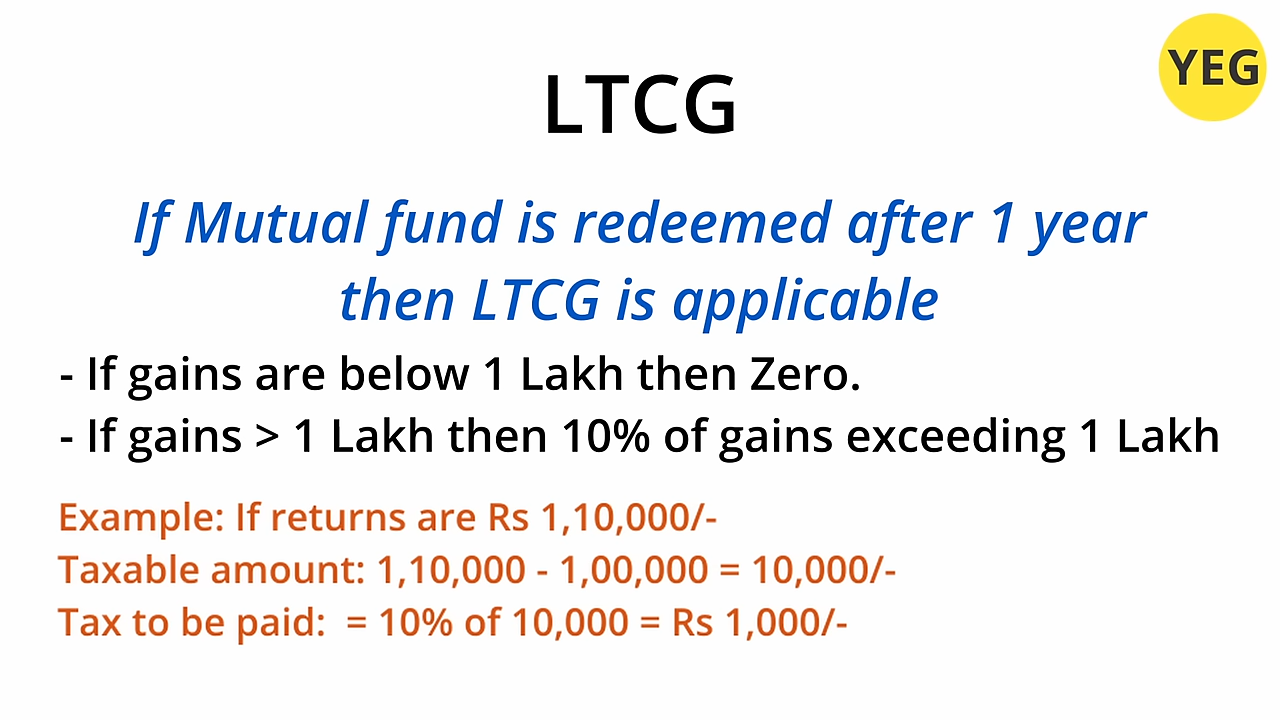 YEG
LTCG
If Mutual fund is redeemed after 1 year
then LTCG is applicable
- If gains are below 1 Lakh then Zero.
- If gains > 1 Lakh then 10% of gains exceeding 1 Lakh
Example: If returns are Rs 1,10,000/-
Taxable amount: 1,10,000 - 1,00,000 = 10,000/-
Tax to be paid:  = 10% of 10,000 = Rs 1,000/-